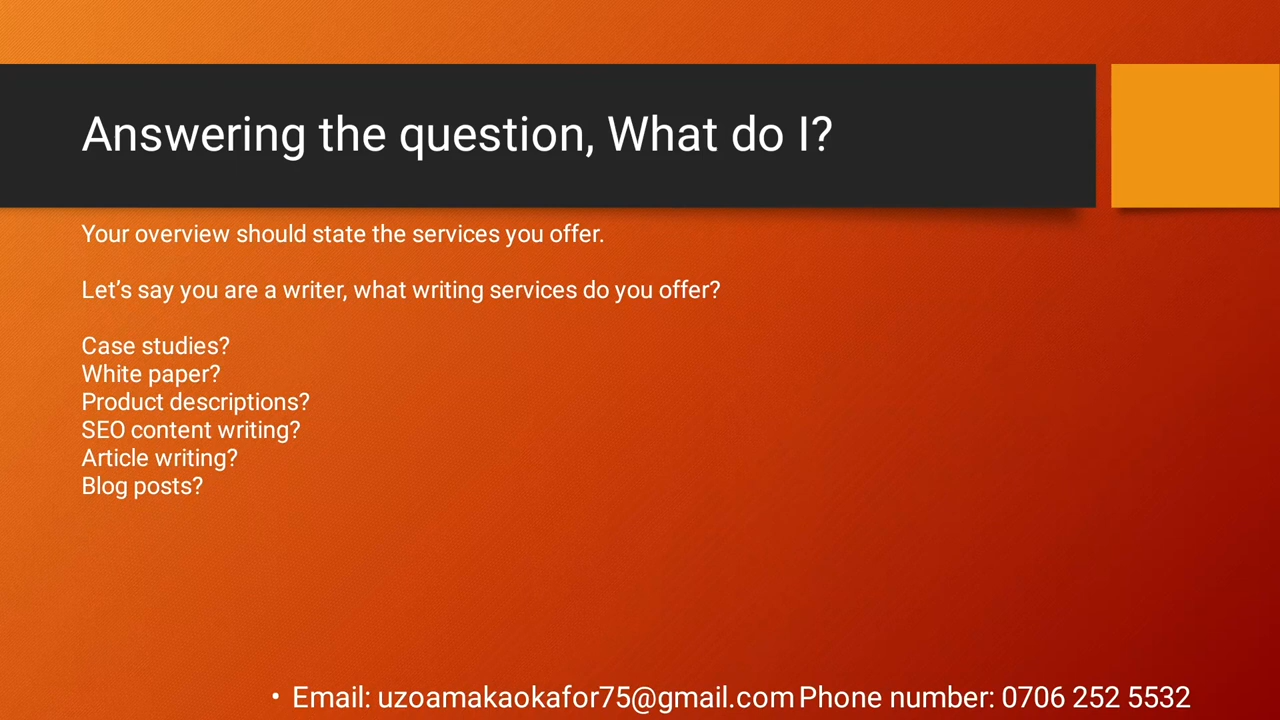 Answering the question, What do I?
Your overview should state the services you offer.
Let’s say you are a writer, what writing services do you offer?
Case studies?
White paper?
Product descriptions?
SEO content writing?
Article writing?
Blog posts?
• Email: uzoamakaokafor75@gmail.com Phone number: 0706 252 5532